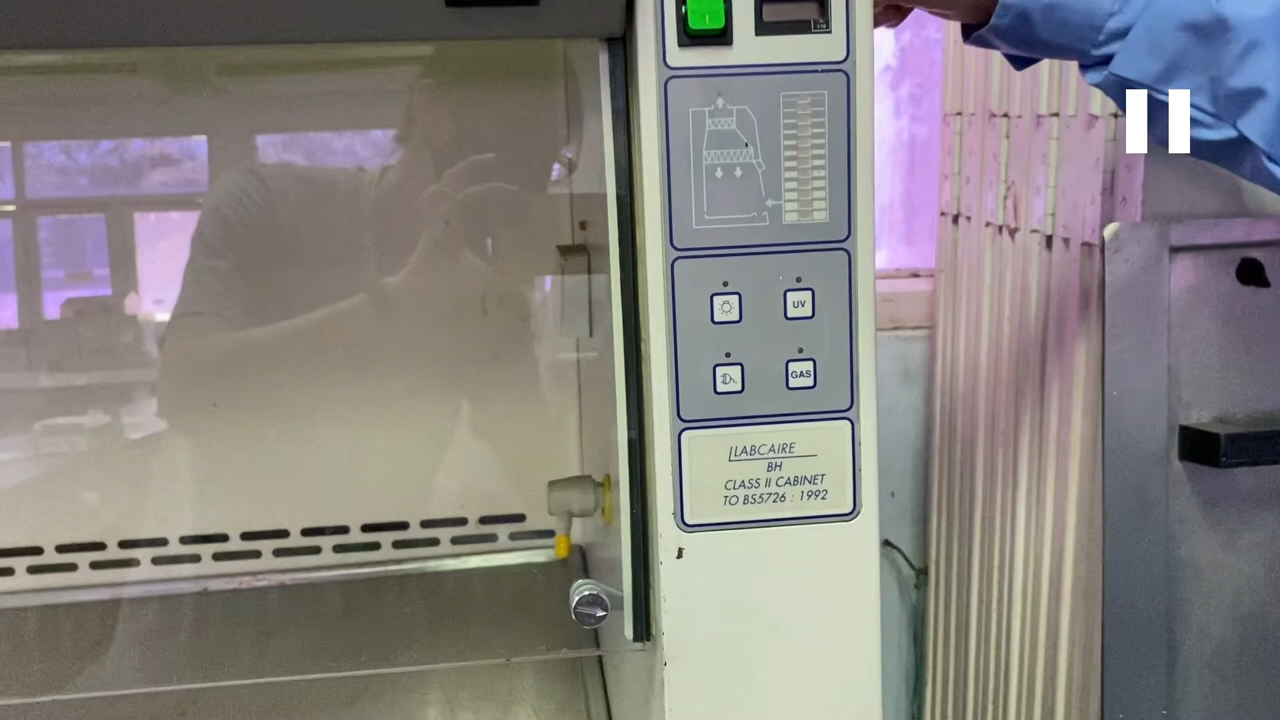 UV
GAS
LABCAIRE
BH
CLASS II CABINET
TO BS5726 : 1992